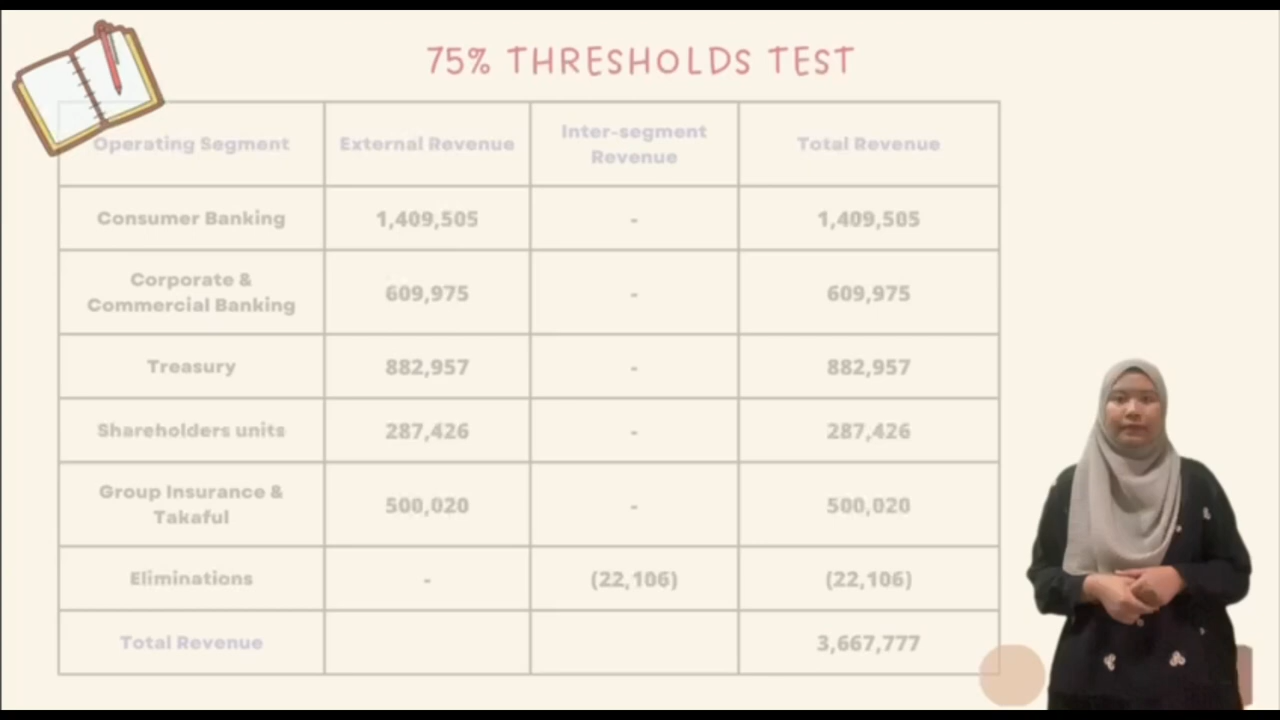 75% THRESHOLDS TEST
Operating Segment External Revenue Inter-segment Revenue Total Revenue
Consumer Banking 1,409,505 - 1,409,505
Corporate & Commercial Banking 609,975 - 609,975
Treasury 882,957 - 882,957
Shareholders units 287,426 - 287,426
Group Insurance & Takaful 500,020 - 500,020
Eliminations - (22,106) (22,106)
Total Revenue 3,667,777